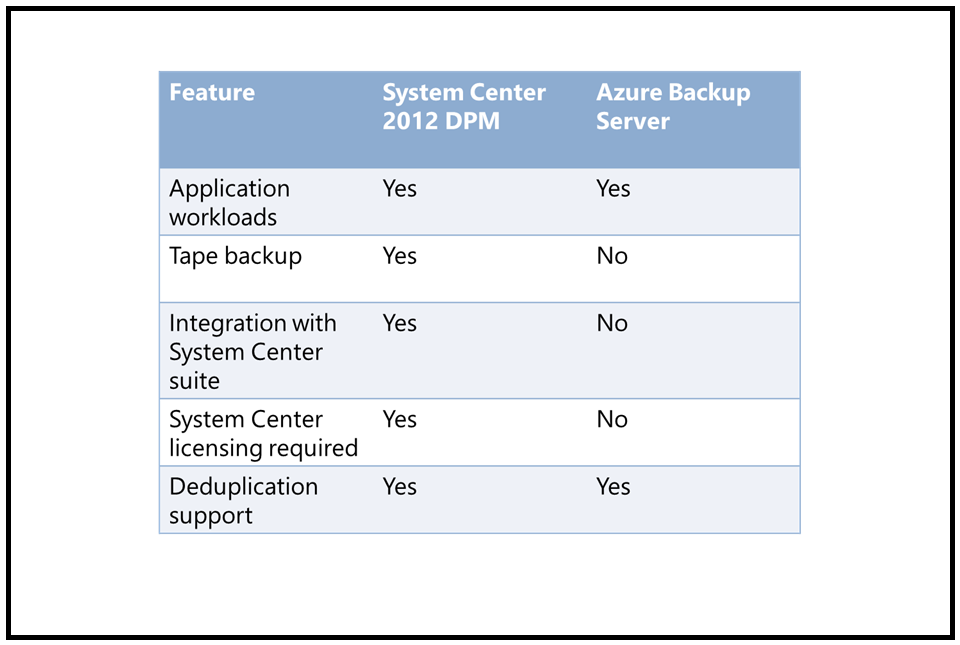 Feature System Center Azure Backup
2012 DPM Server
Application Yes Yes
workloads
Tape backup Yes No
Integration with Yes No
System Center
suite
System Center Yes No
licensing required
Deduplication Yes Yes
support